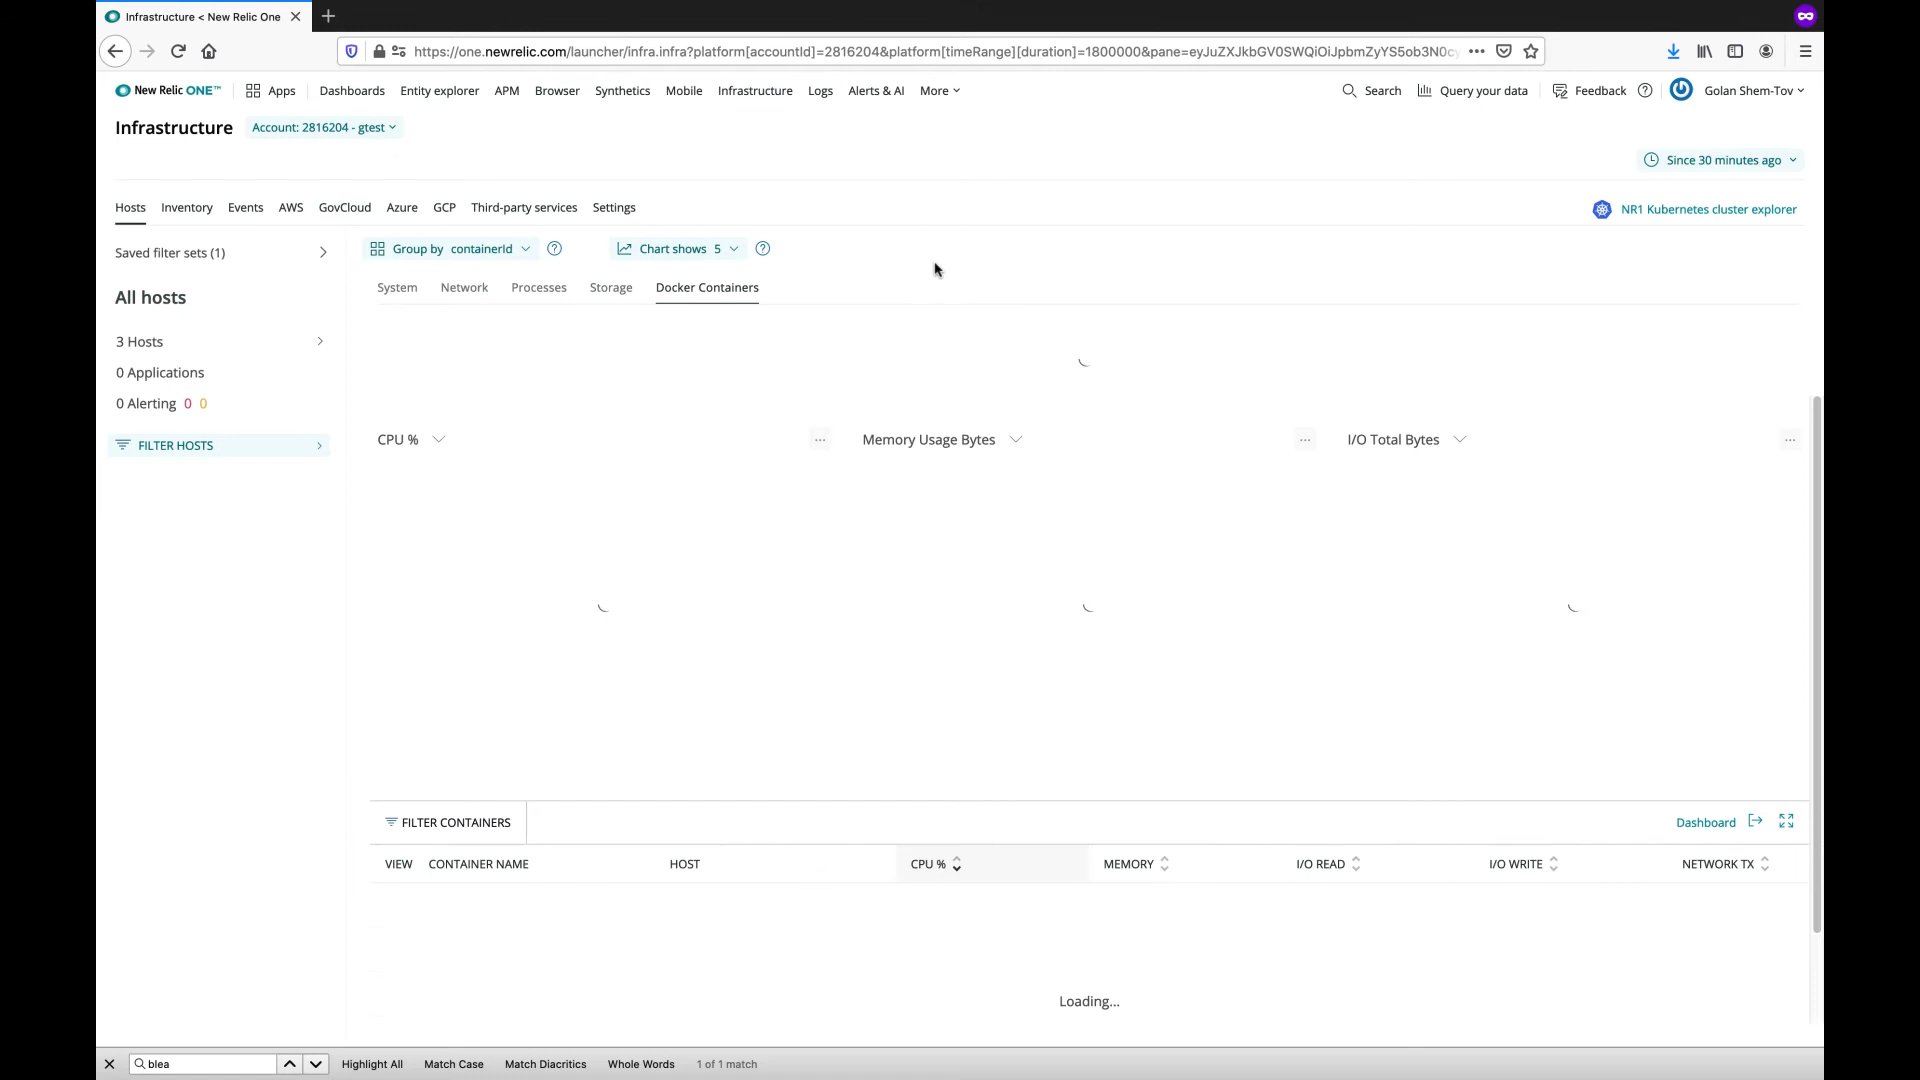 Infrastructure < New Relic One
https://one.newrelic.com/launcher/infra.infra?platform[accountId]=2816204&platform[timeRange][duration]=1800000&pane=eyJuZXJkbGV0SWQiOiJpbmZyYS5ob3N0cy
New Relic ONE™ Apps Dashboards Entity explorer APM Browser Synthetics Mobile Infrastructure Logs Alerts & AI More Search Query your data Feedback Golan Shem-Tov
Infrastructure Account: 2816204 - gtest
Since 30 minutes ago
Hosts Inventory Events AWS GovCloud Azure GCP Third-party services Settings NR1 Kubernetes cluster explorer
Saved filter sets (1) Group by containerId Chart shows 5
System Network Processes Storage Docker Containers
All hosts
3 Hosts
0 Applications
0 Alerting 0 0
FILTER HOSTS
CPU % ... Memory Usage Bytes ... I/O Total Bytes ...
FILTER CONTAINERS Dashboard
VIEW CONTAINER NAME HOST CPU % MEMORY I/O READ I/O WRITE NETWORK TX
Loading...
blea Highlight All Match Case Match Diacritics Whole Words 1 of 1 match